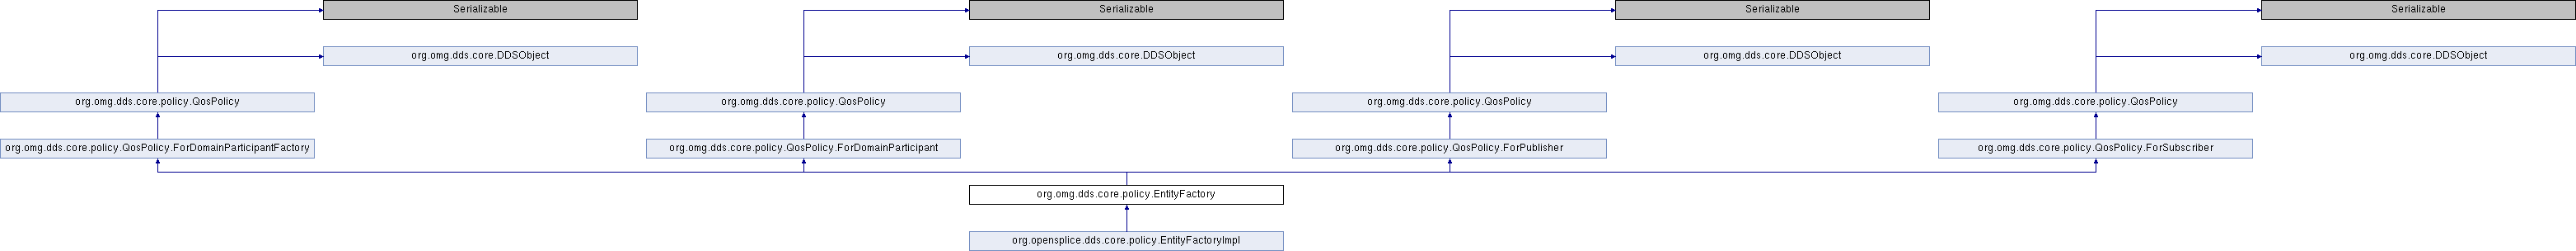 Serializable Serializable Serializable Serializable
org.omg.dds.core.DDSObject org.omg.dds.core.DDSObject org.omg.dds.core.DDSObject org.omg.dds.core.DDSObject
org.omg.dds.core.policy.QosPolicy org.omg.dds.core.policy.QosPolicy org.omg.dds.core.policy.QosPolicy org.omg.dds.core.policy.QosPolicy
org.omg.dds.core.policy.QosPolicy.ForDomainParticipantFactory org.omg.dds.core.policy.QosPolicy.ForDomainParticipant org.omg.dds.core.policy.QosPolicy.ForPublisher org.omg.dds.core.policy.QosPolicy.ForSubscriber
org.omg.dds.core.policy.EntityFactory
org.opensplice.dds.core.policy.EntityFactoryImpl